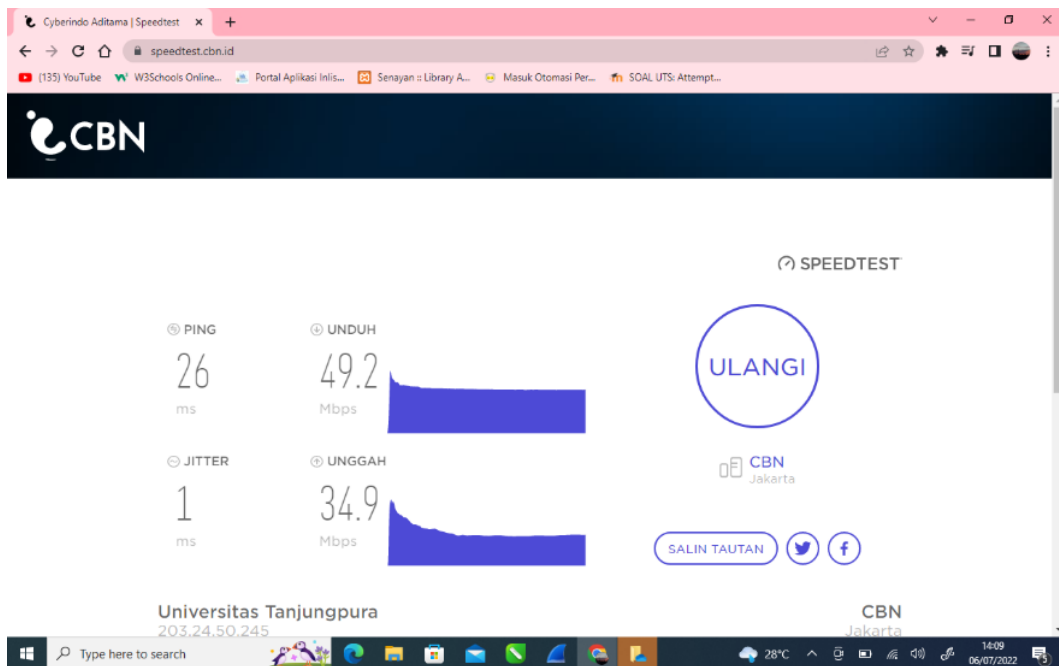 Cyberindo Aditama | Speedtest
speedtest.cbn.id
(135) YouTube W3Schools Online... Portal Aplikasi Inlis... Senayan :: Library A... Masuk Otomasi Per... SOAL UTS: Attempt...
CBN
SPEEDTEST
PING UNDUH
26 49.2
ms Mbps
ULANGI
JITTER UNGGAH
1 34.9
ms Mbps
CBN
Jakarta
SALIN TAUTAN
Universitas Tanjungpura CBN
203.24.50.245 Jakarta
Type here to search 28°C 14:09
06/07/2022